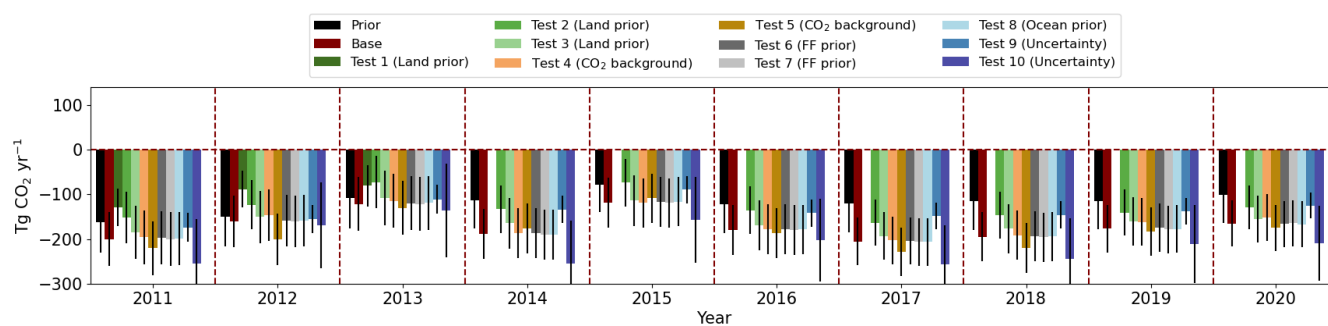 Prior
Base
Test 1 (Land prior)
Test 2 (Land prior)
Test 3 (Land prior)
Test 4 (CO₂ background)
Test 5 (CO₂ background)
Test 6 (FF prior)
Test 7 (FF prior)
Test 8 (Ocean prior)
Test 9 (Uncertainty)
Test 10 (Uncertainty)
Tg CO₂ yr⁻¹
100
0
−100
−200
−300
2011 2012 2013 2014 2015 2016 2017 2018 2019 2020
Year